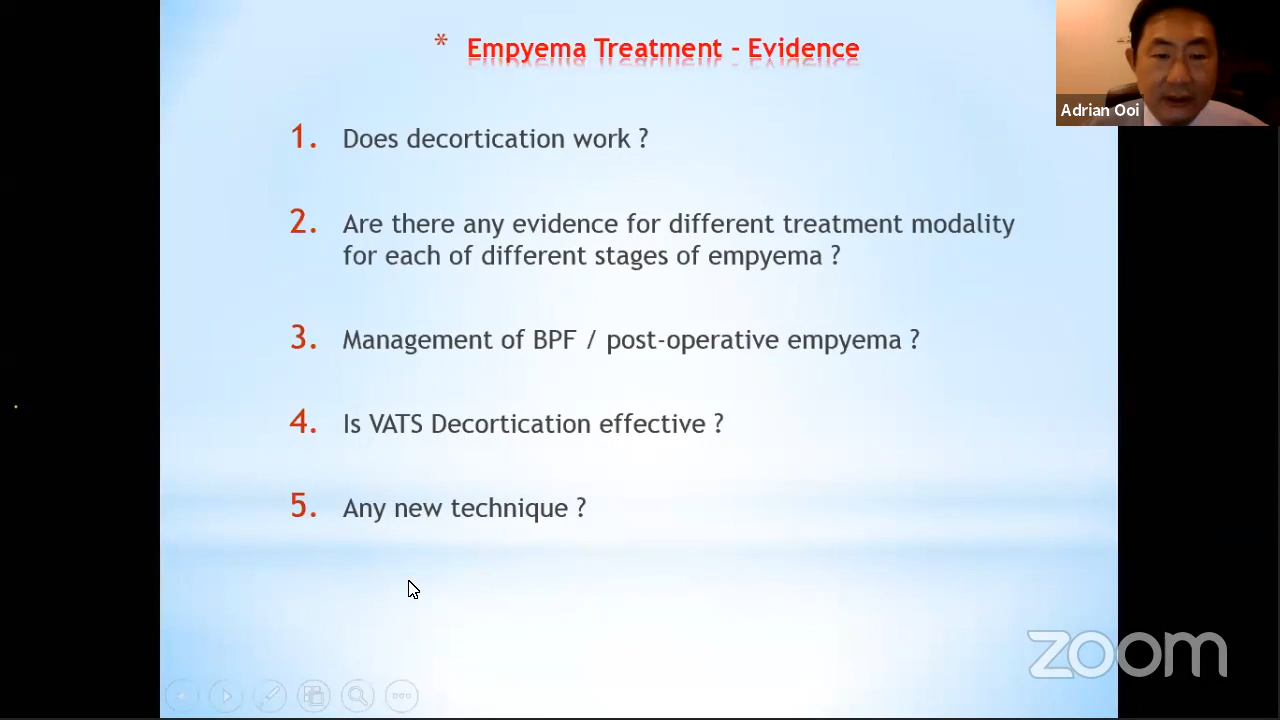 * Empyema Treatment - Evidence
Adrian Ooi
1. Does decortication work ?
2. Are there any evidence for different treatment modality
for each of different stages of empyema ?
3. Management of BPF / post-operative empyema ?
4. Is VATS Decortication effective ?
5. Any new technique ?
zoom